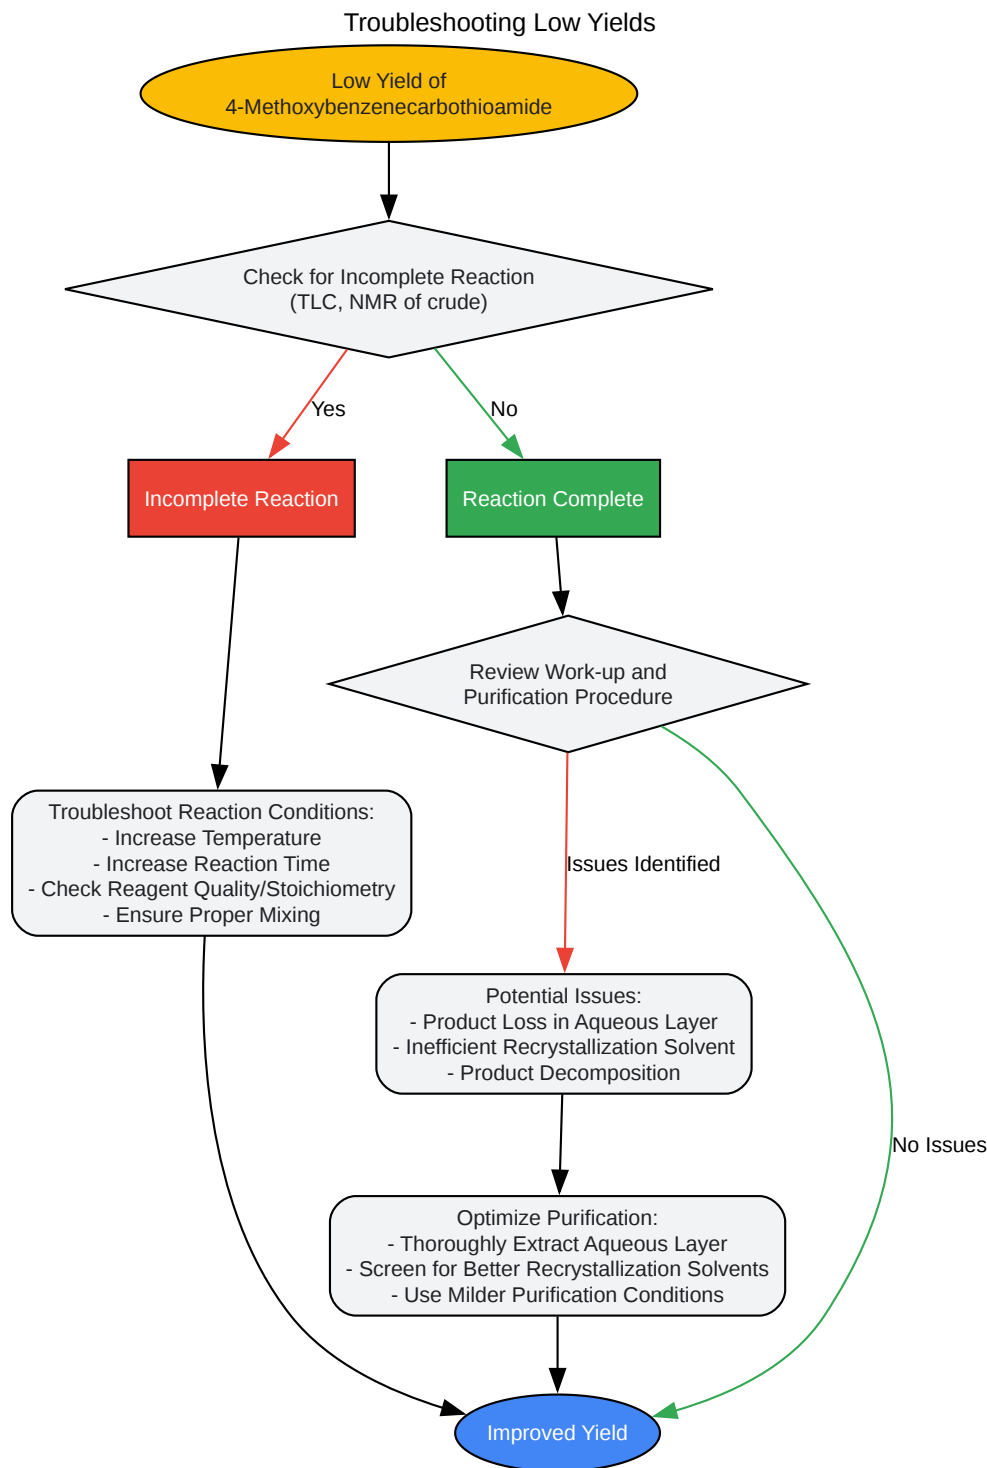 Troubleshooting Low Yields
Low Yield of
4-Methoxybenzenecarbothioamide
Check for Incomplete Reaction
(TLC, NMR of crude)
Yes
No
Incomplete Reaction
Reaction Complete
Review Work-up and
Purification Procedure
Troubleshoot Reaction Conditions:
- Increase Temperature
- Increase Reaction Time
- Check Reagent Quality/Stoichiometry
- Ensure Proper Mixing
Issues Identified
Potential Issues:
- Product Loss in Aqueous Layer
- Inefficient Recrystallization Solvent
- Product Decomposition
No Issues
Optimize Purification:
- Thoroughly Extract Aqueous Layer
- Screen for Better Recrystallization Solvents
- Use Milder Purification Conditions
Improved Yield